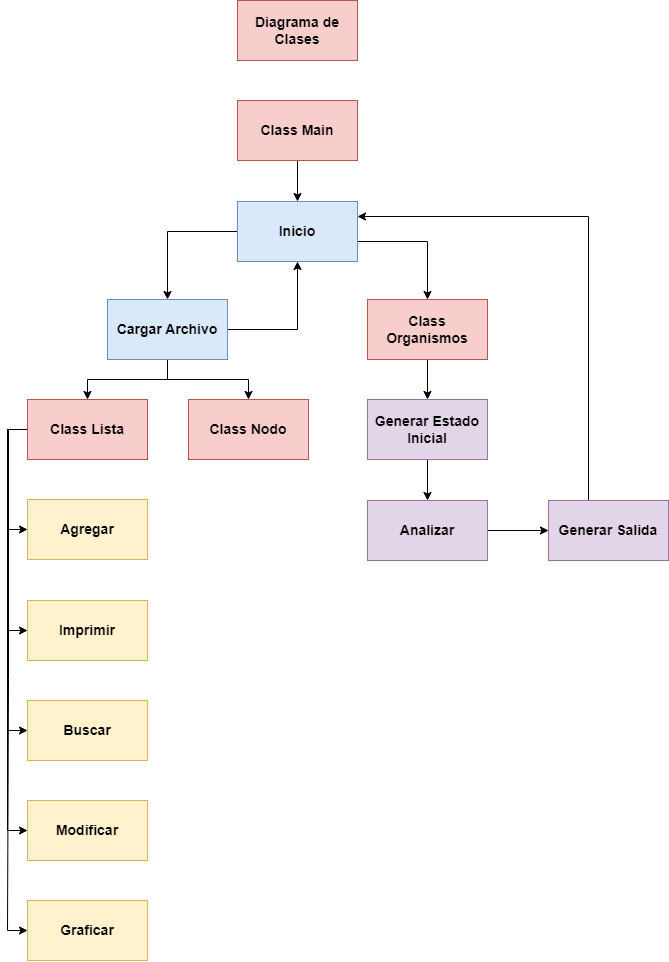 Diagrama de
Clases
Class Main
Inicio
Cargar Archivo
Class
Organismos
Class Lista
Class Nodo
Generar Estado
Inicial
Agregar
Analizar
Generar Salida
Imprimir
Buscar
Modificar
Graficar